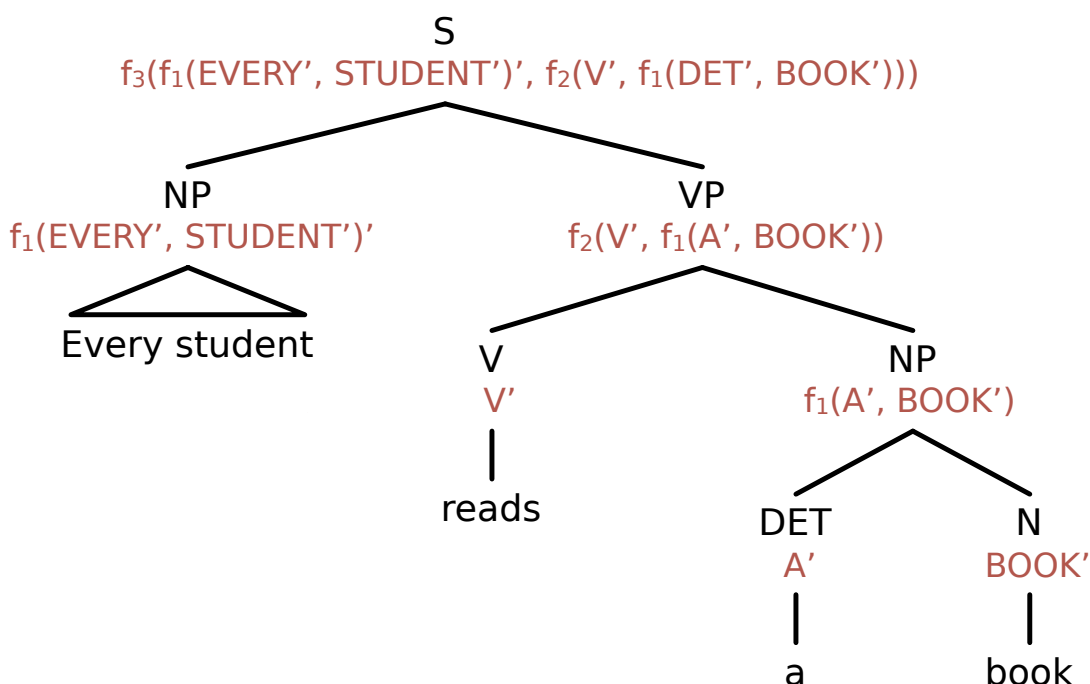 S
f₃(f₁(EVERY’, STUDENT’)’, f₂(V’, f₁(DET’, BOOK’)))
NP VP
f₁(EVERY’, STUDENT’)’ f₂(V’, f₁(A’, BOOK’))
Every student
V NP
V’ f₁(A’, BOOK’)
reads
DET N
A’ BOOK’
a book